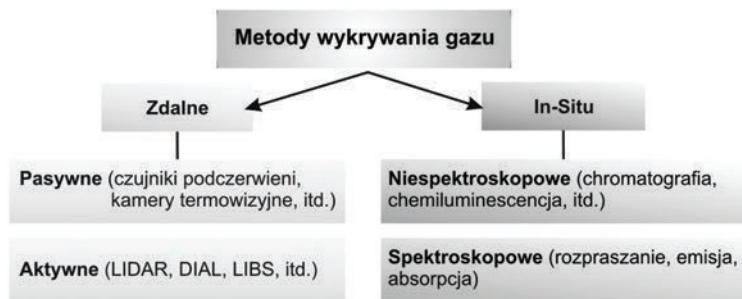 Metody wykrywania gazu
Zdalne
In-Situ
Pasywne (czujniki podczerwieni,
kamery termowizyjne, itd.)
Niespektroskopowe (chromatografia,
chemiluminescencja, itd.)
Aktywne (LIDAR, DIAL, LIBS, itd.)
Spektroskopowe (rozpraszanie, emisja,
absorpcja)